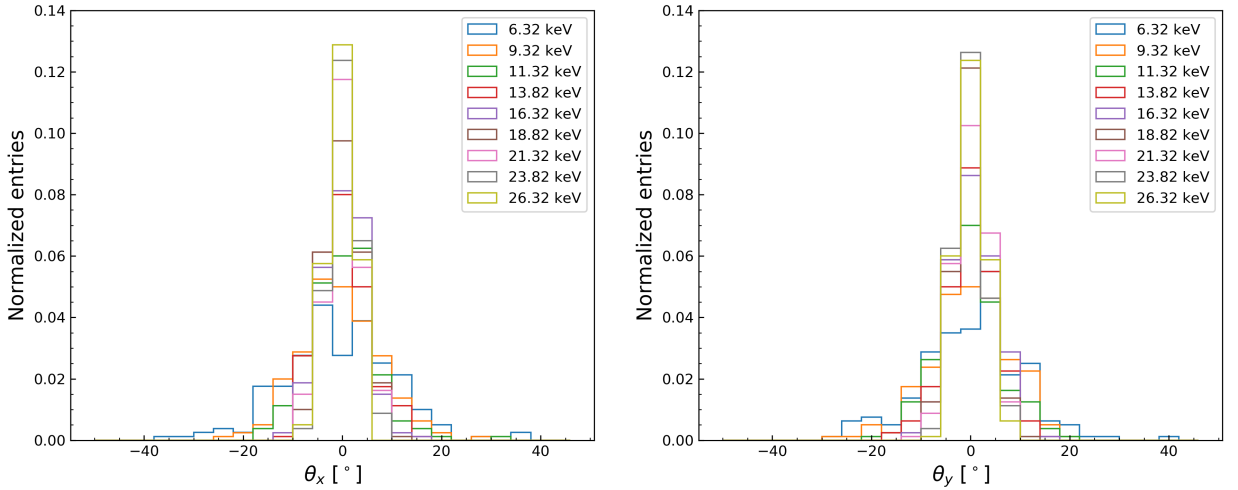 0.14
0.12
0.10
0.08
0.06
0.04
0.02
0.00
Normalized entries
−40
−20
0
20
40
θx [°]
6.32 keV
9.32 keV
11.32 keV
13.82 keV
16.32 keV
18.82 keV
21.32 keV
23.82 keV
26.32 keV
0.14
0.12
0.10
0.08
0.06
0.04
0.02
0.00
Normalized entries
−40
−20
0
20
40
θy [°]
6.32 keV
9.32 keV
11.32 keV
13.82 keV
16.32 keV
18.82 keV
21.32 keV
23.82 keV
26.32 keV